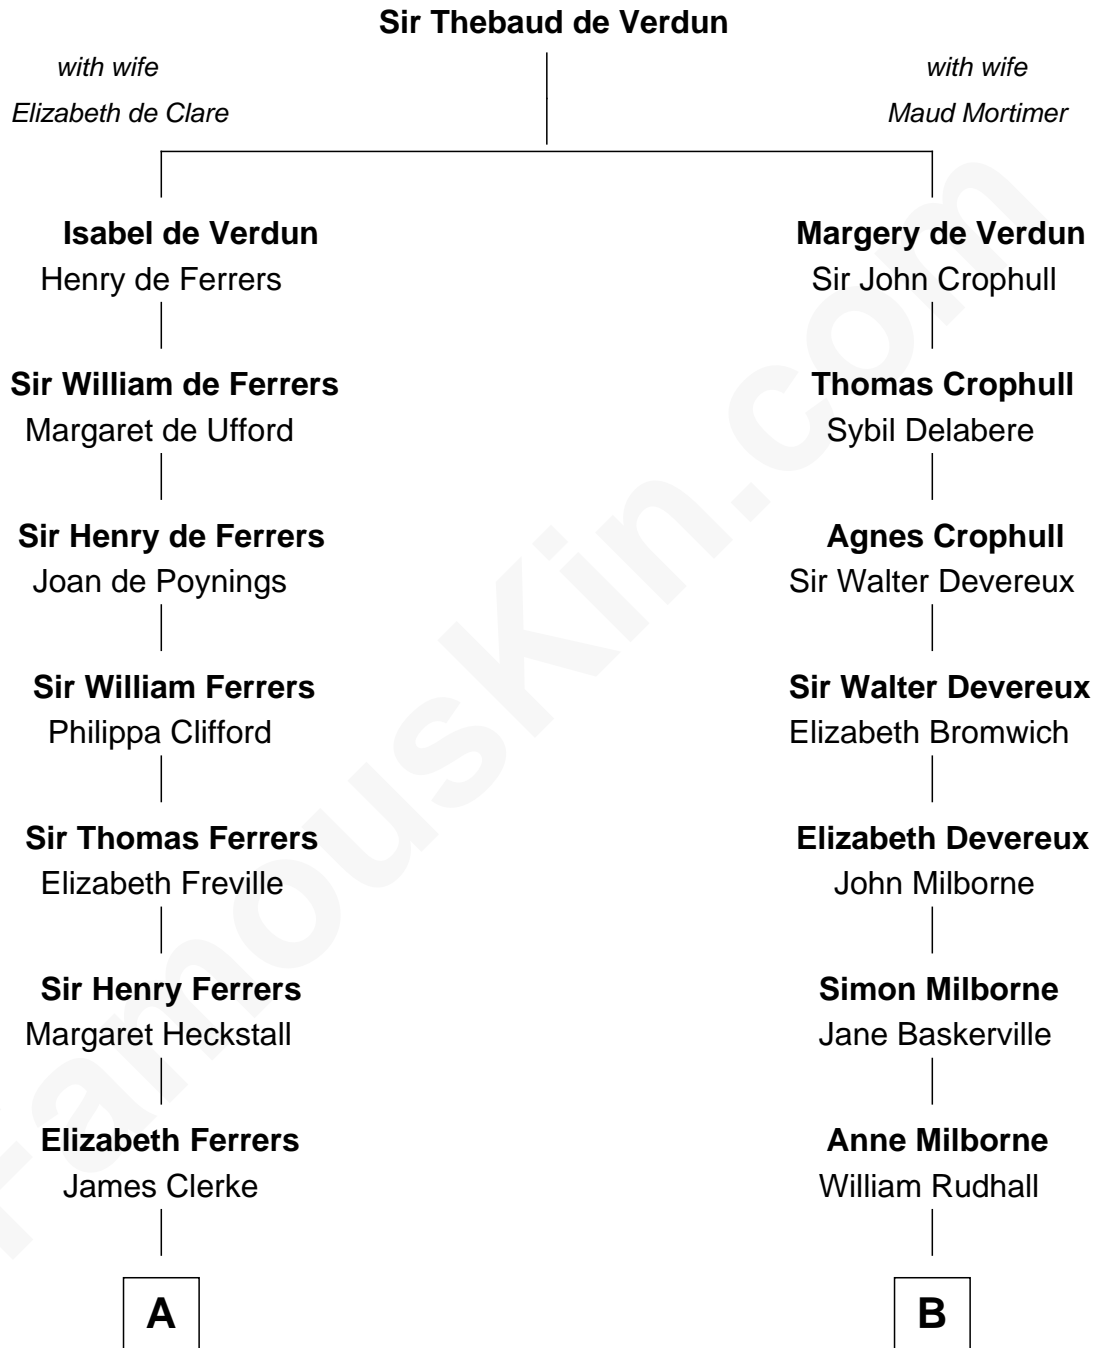 Sir Thebaud de Verdun
with wife
Elizabeth de Clare
with wife
Maud Mortimer
Isabel de Verdun
Henry de Ferrers
Margery de Verdun
Sir John Crophull
Sir William de Ferrers
Margaret de Ufford
Thomas Crophull
Sybil Delabere
Sir Henry de Ferrers
Joan de Poynings
Agnes Crophull
Sir Walter Devereux
Sir William Ferrers
Philippa Clifford
Sir Walter Devereux
Elizabeth Bromwich
Sir Thomas Ferrers
Elizabeth Freville
Elizabeth Devereux
John Milborne
Sir Henry Ferrers
Margaret Heckstall
Simon Milborne
Jane Baskerville
Elizabeth Ferrers
James Clerke
Anne Milborne
William Rudhall
A
B
FamousKin.com